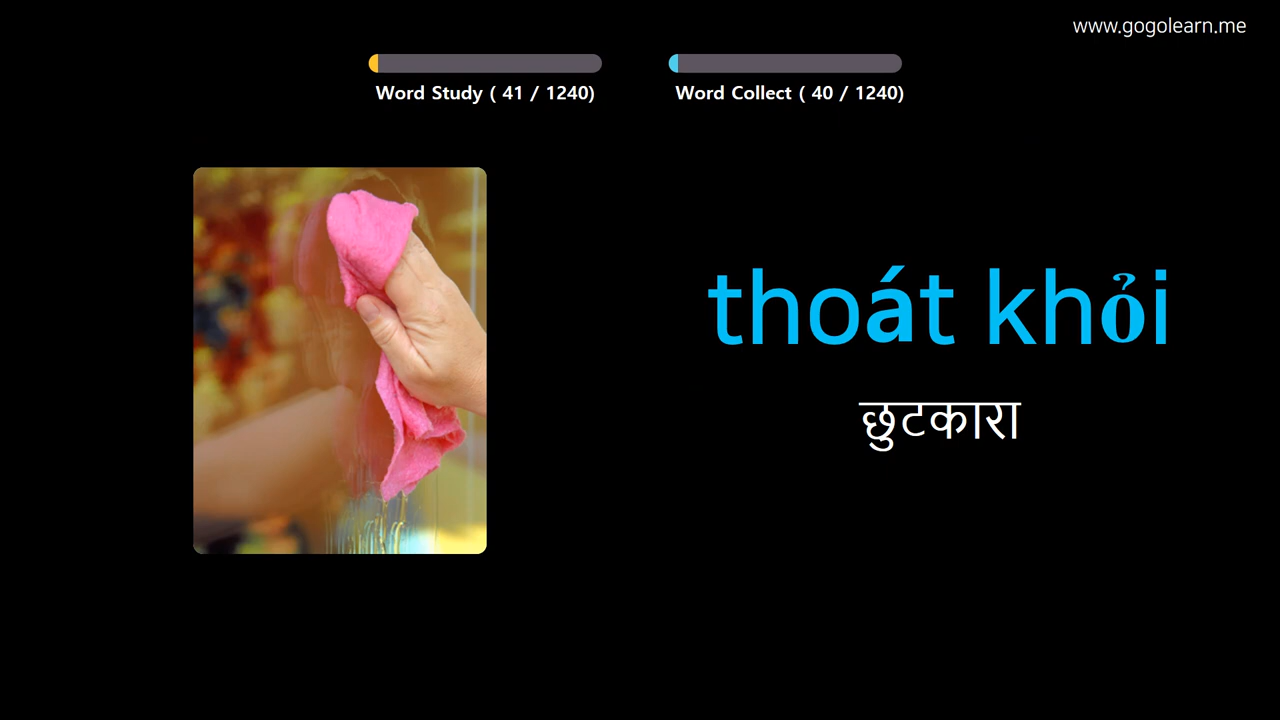 www.gogolearn.me
Word Study ( 41 / 1240)
Word Collect ( 40 / 1240)
thoát khỏi
छुटकारा